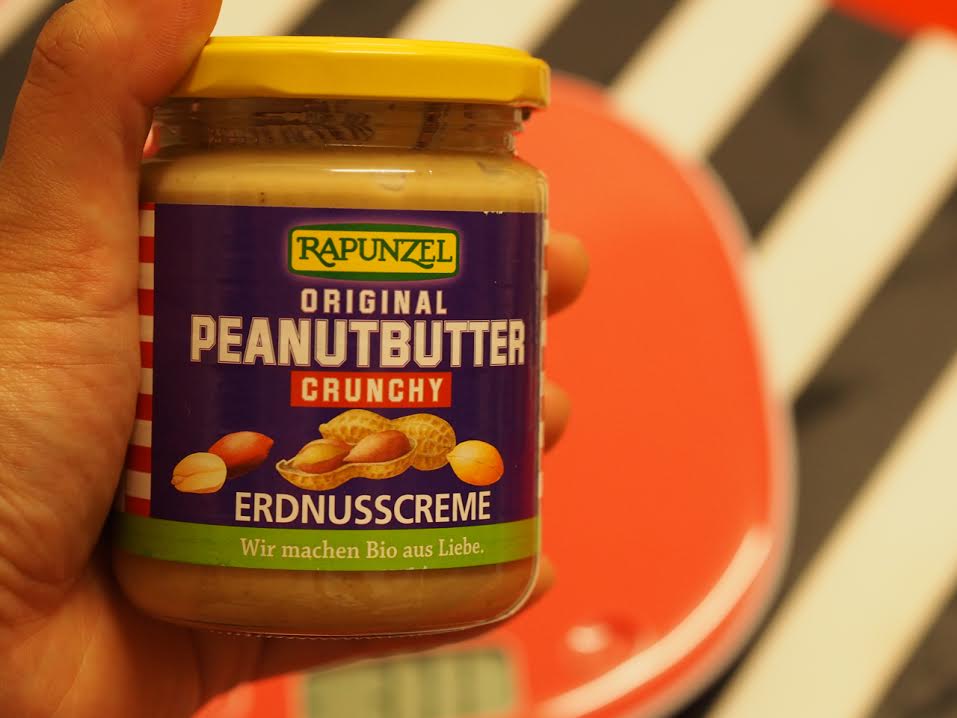 RAPUNZEL
ORIGINAL
PEANUTBUTTER
CRUNCHY
ERDNUSSCREME
Wir machen Bio aus Liebe.